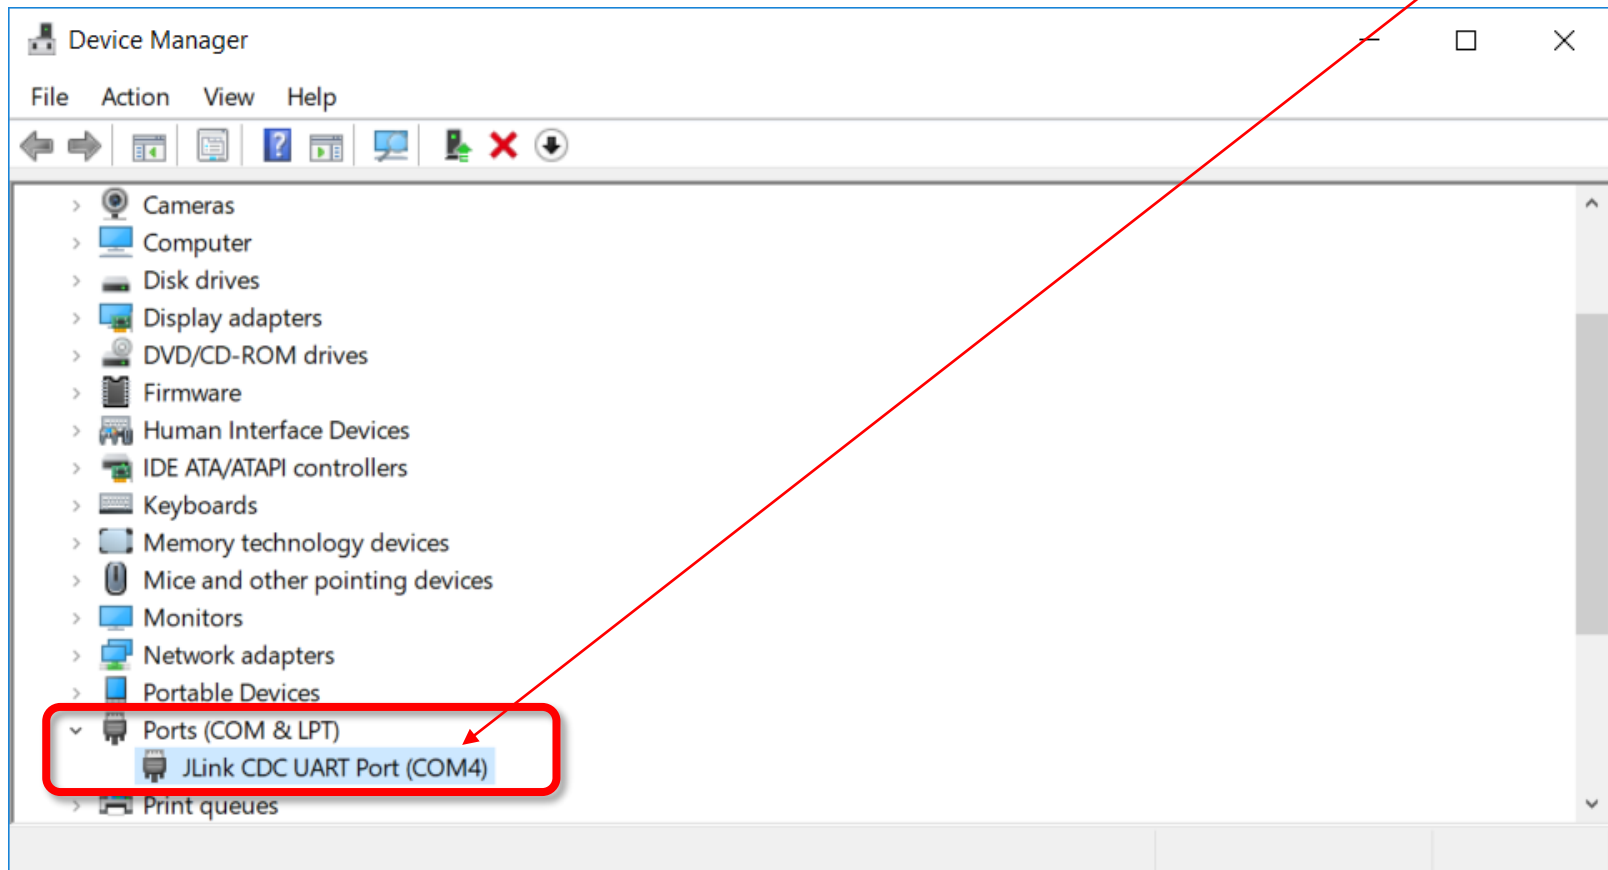 Device Manager
File Action View Help
Cameras
Computer
Disk drives
Display adapters
DVD/CD-ROM drives
Firmware
Human Interface Devices
IDE ATA/ATAPI controllers
Keyboards
Memory technology devices
Mice and other pointing devices
Monitors
Network adapters
Portable Devices
Ports (COM & LPT)
JLink CDC UART Port (COM4)
Print queues